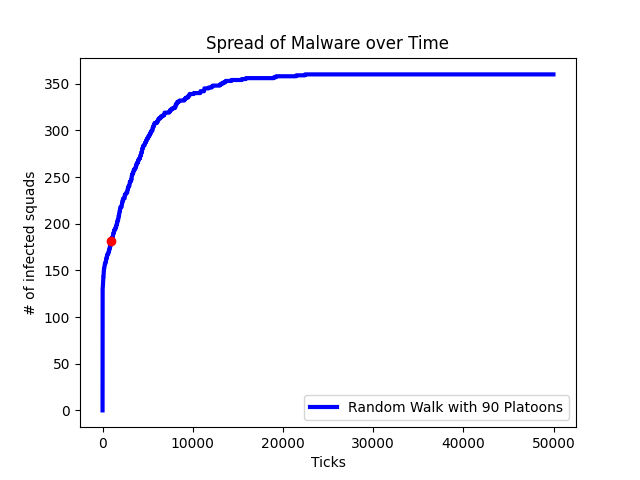 Spread of Malware over Time
# of infected squads
350
300
250
200
150
100
50
0
Random Walk with 90 Platoons
0 10000 20000 30000 40000 50000
Ticks